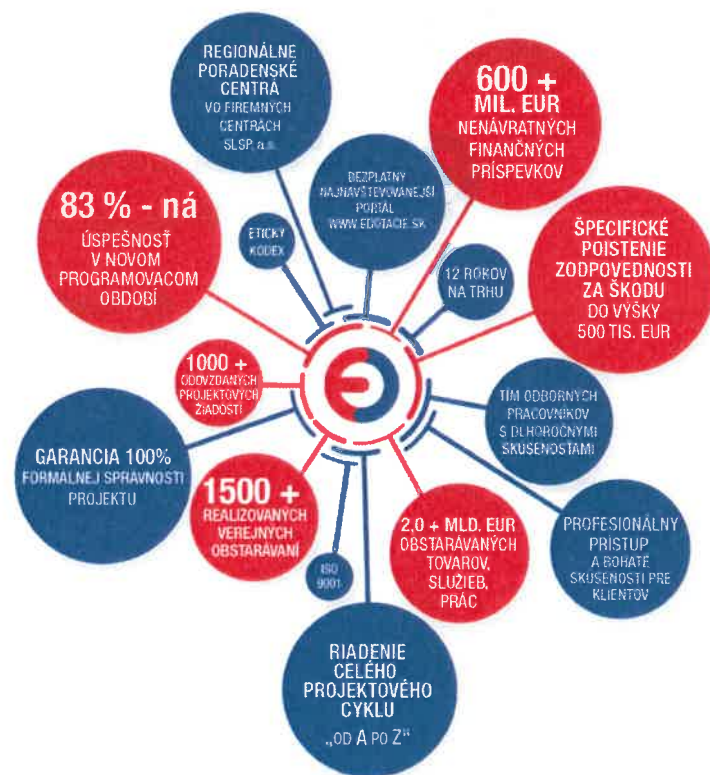 REGIONÁLNE
PORADENSKÉ
CENTRÁ
VO FIREMNÝCH
CENTRÁCH
SLSP, a.s.
600 +
MIL. EUR
NENÁVRATNÝCH
FINANČNÝCH
PRÍSPEVKOV
83 % - ná
ÚSPEŠNOSŤ
V NOVOM
PROGRAMOVACOM
OBDOBÍ
ETICKÝ
KÓDEX
BEZPLATNÝ
NAJNAVŠTEVOVANEJŠÍ
PORTÁL
WWW.EDOTACIE.SK
12 ROKOV
NA TRHU
ŠPECIFICKÉ
POISTENIE
ZODPOVEDNOSTI
ZA ŠKODU
DO VÝŠKY
500 TIS. EUR
1000 +
ODOVZDANÝCH
PROJEKTOVÝCH
ŽIADOSTÍ
TÍM ODBORNÝCH
PRACOVNÍKOV
S DLHOROČNÝMI
SKÚSENOSŤAMI
GARANCIA 100%
FORMÁLNEJ SPRÁVNOSTI
PROJEKTU
1500 +
REALIZOVANÝCH
VEREJNÝCH
OBSTARÁVANÍ
ISO
9001
2,0 + MLD. EUR
OBSTARÁVANÝCH
TOVAROV,
SLUŽIEB,
PRÁC
PROFESIONÁLNY
PRÍSTUP
A BOHATÉ
SKÚSENOSTI PRE
KLIENTOV
RIADENIE
CELÉHO
PROJEKTOVÉHO
CYKLU
„OD A PO Z“